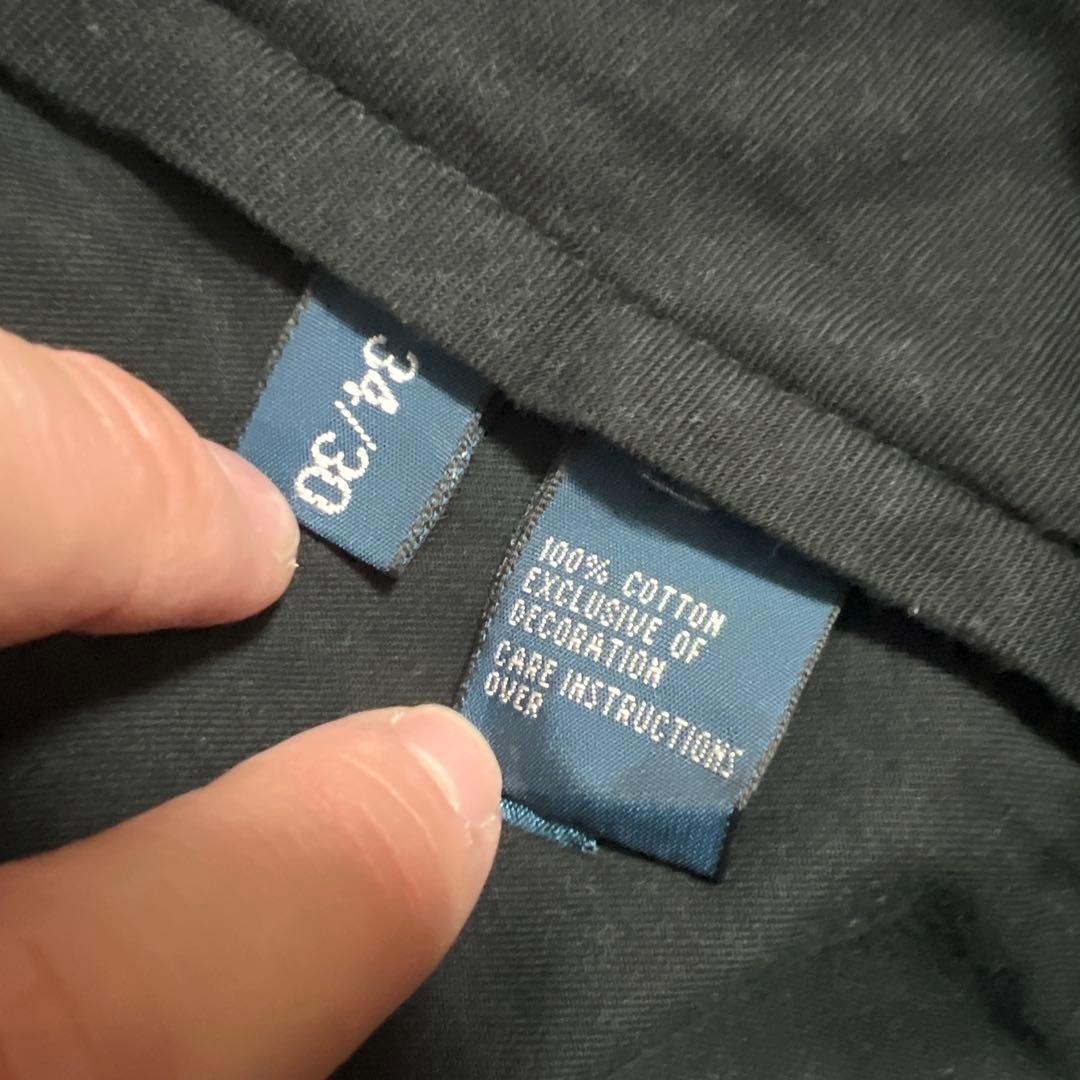 34/30
100% COTTON
EXCLUSIVE OF
DECORATION
CARE INSTRUCTIONS
OVER